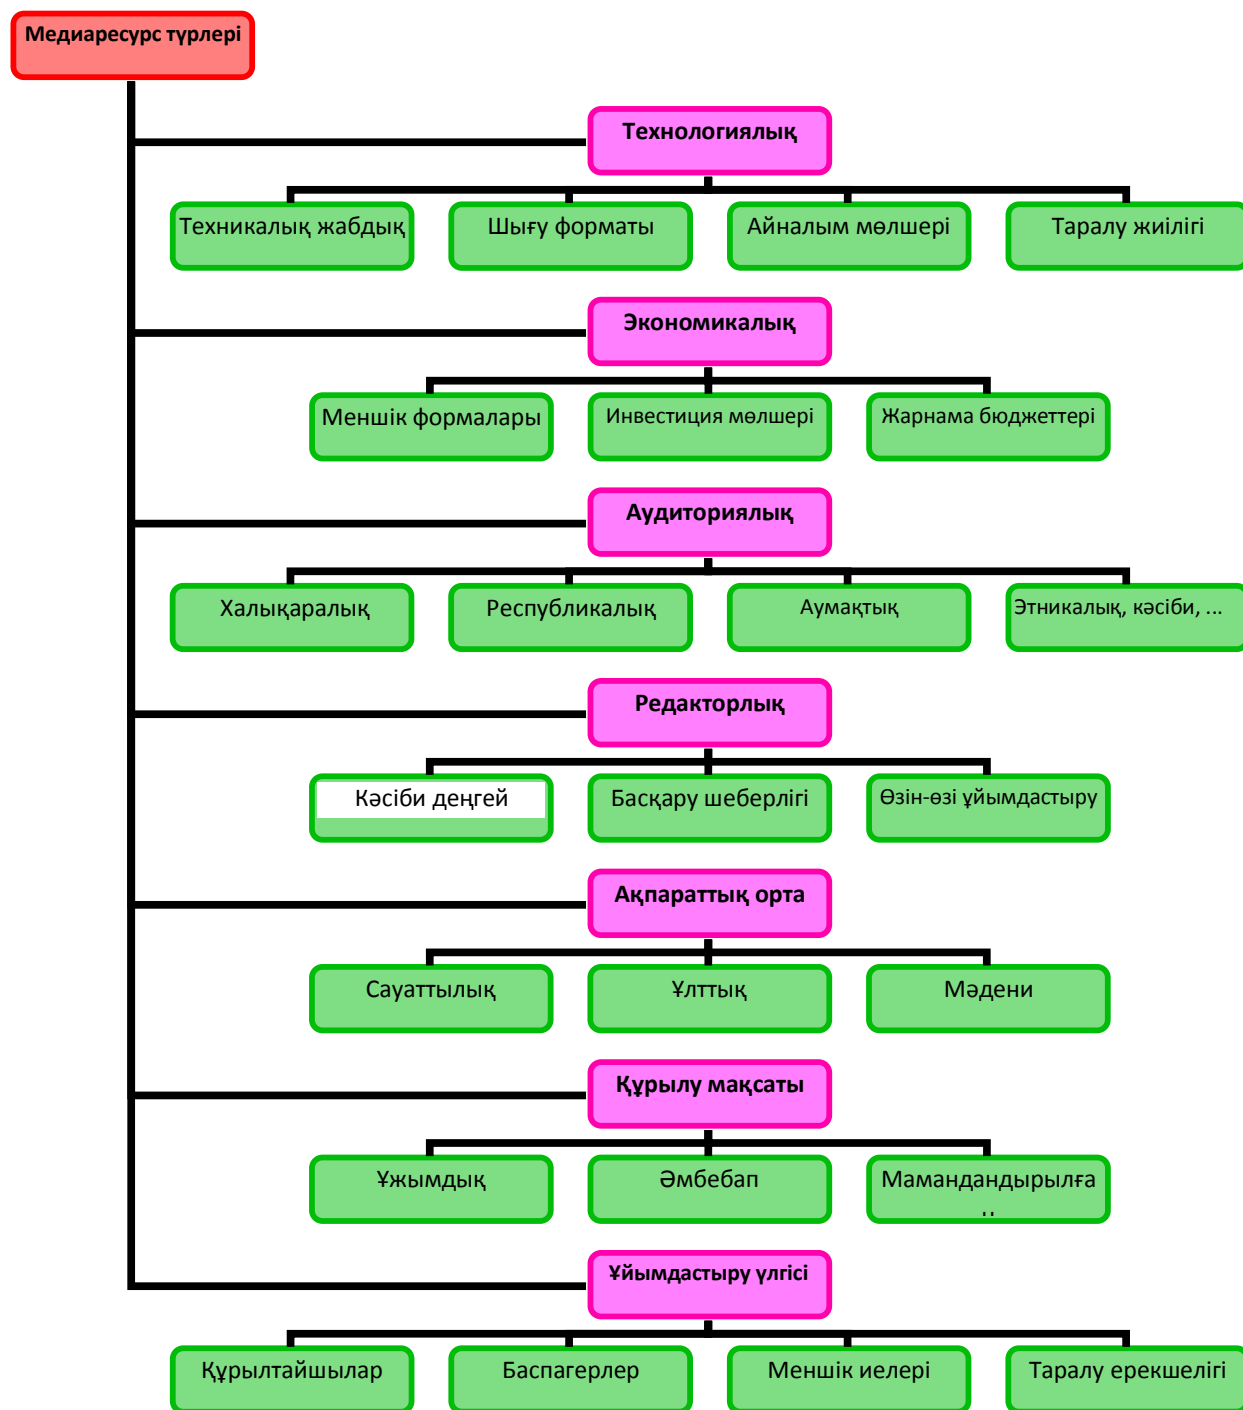 Медиаресурс түрлері
Технологиялық
Техникалық жабдық
Шығу форматы
Айналым мөлшері
Таралу жиілігі
Экономикалық
Меншік формалары
Инвестиция мөлшері
Жарнама бюджеттері
Аудиториялық
Халықаралық
Республикалық
Аумақтық
Этникалық, кәсіби, ...
Редакторлық
Кәсіби деңгей
Басқару шеберлігі
Өзін-өзі ұйымдастыру
Ақпараттық орта
Сауаттылық
Ұлттық
Мәдени
Құрылу мақсаты
Ұжымдық
Әмбебап
Мамандандырылға
Ұйымдастыру үлгісі
Құрылтайшылар
Баспагерлер
Меншік иелері
Таралу ерекшелігі